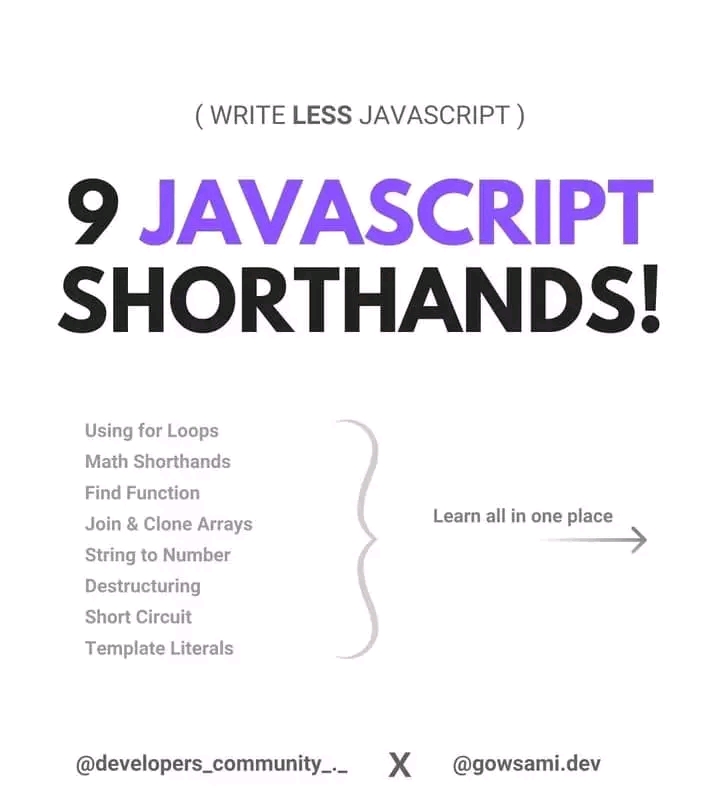 ( WRITE LESS JAVASCRIPT )
9 JAVASCRIPT
SHORTHANDS!
Using for Loops
Math Shorthands
Find Function
Join & Clone Arrays
String to Number
Destructuring
Short Circuit
Template Literals
Learn all in one place
@developers_community_._ X @gowsami.dev